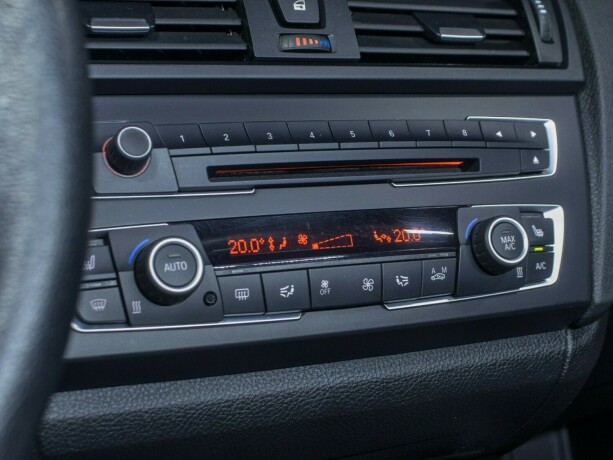 1 2 3 4 5 6 7 8
20.0° 20.0
AUTO
MAX A/C
OFF
A M
A/C